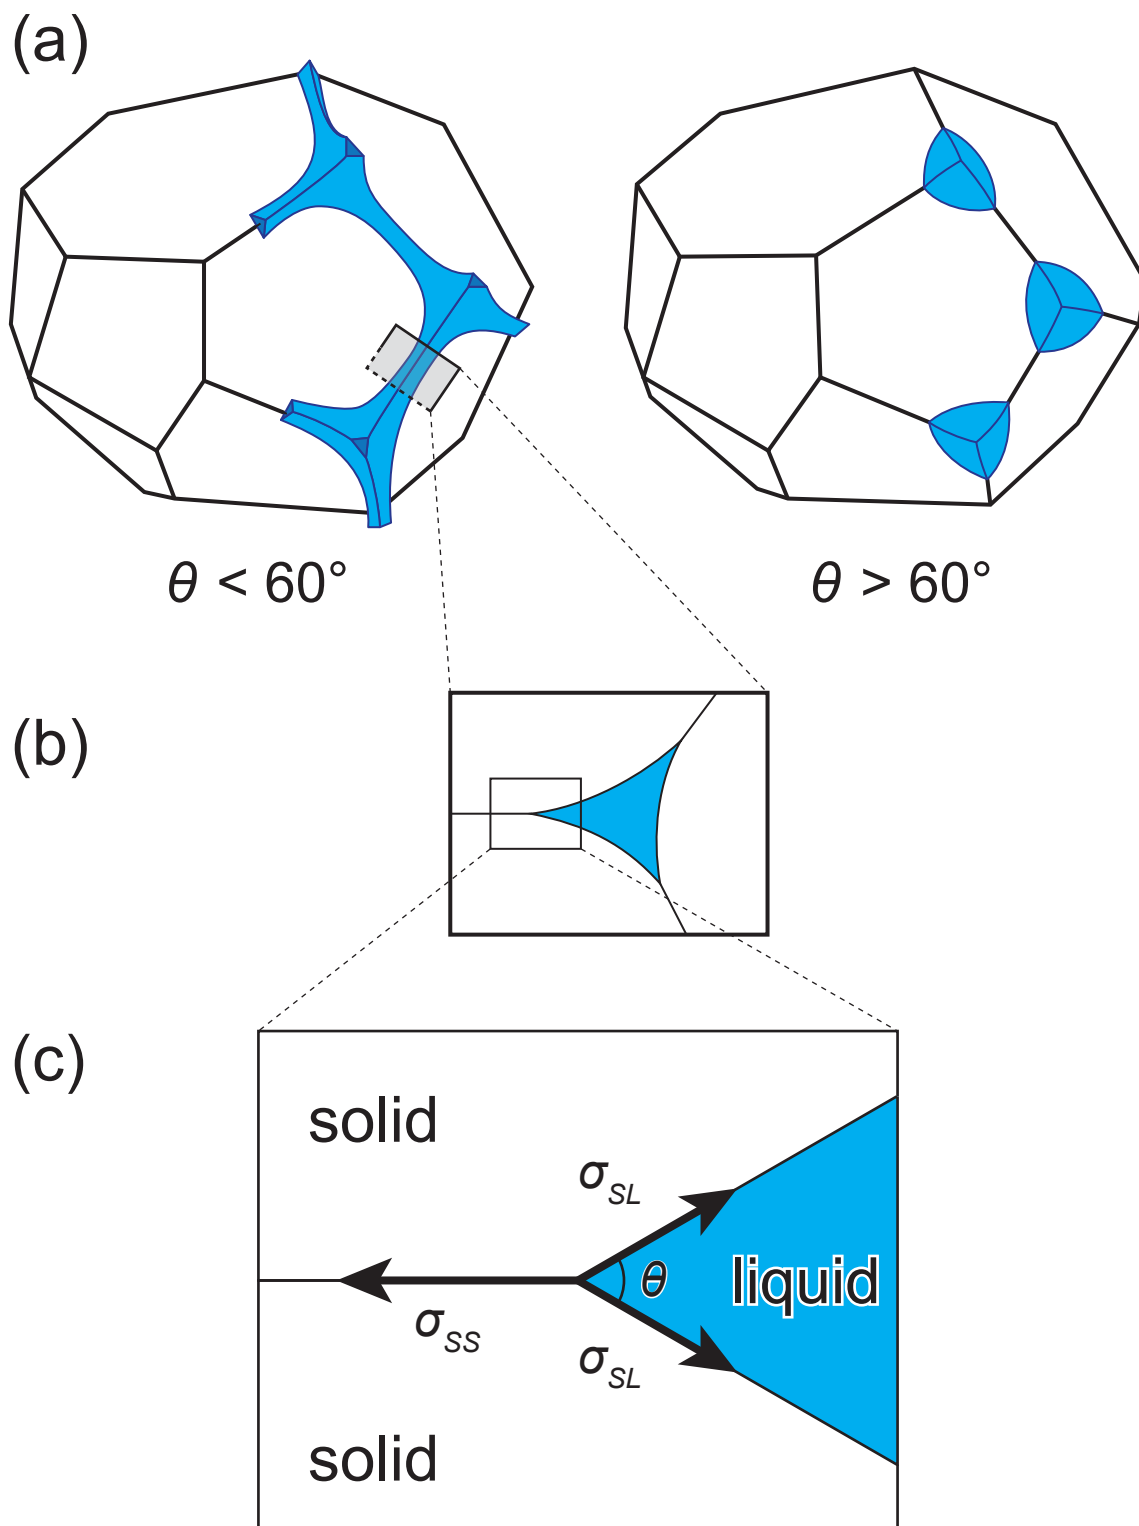 (a)
θ < 60°
θ > 60°
(b)
(c)
solid
σSL
θ
liquid
σSS
σSL
solid